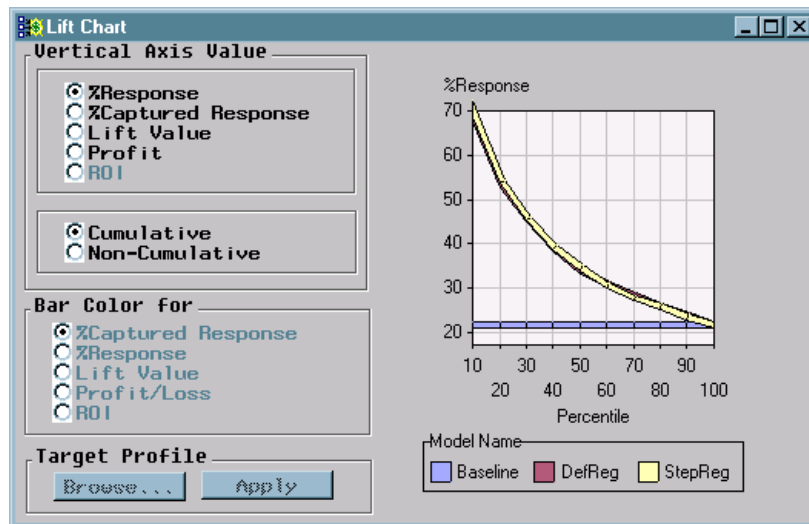 Lift Chart
Vertical Axis Value
%Response
%Captured Response
Lift Value
Profit
ROI
Cumulative
Non-Cumulative
Bar Color for
%Captured Response
%Response
Lift Value
Profit/Loss
ROI
Target Profile
Browse...
Apply
%Response
70
60
50
40
30
20
10 30 50 70 90
20 40 60 80 100
Percentile
Model Name
Baseline DefReg StepReg